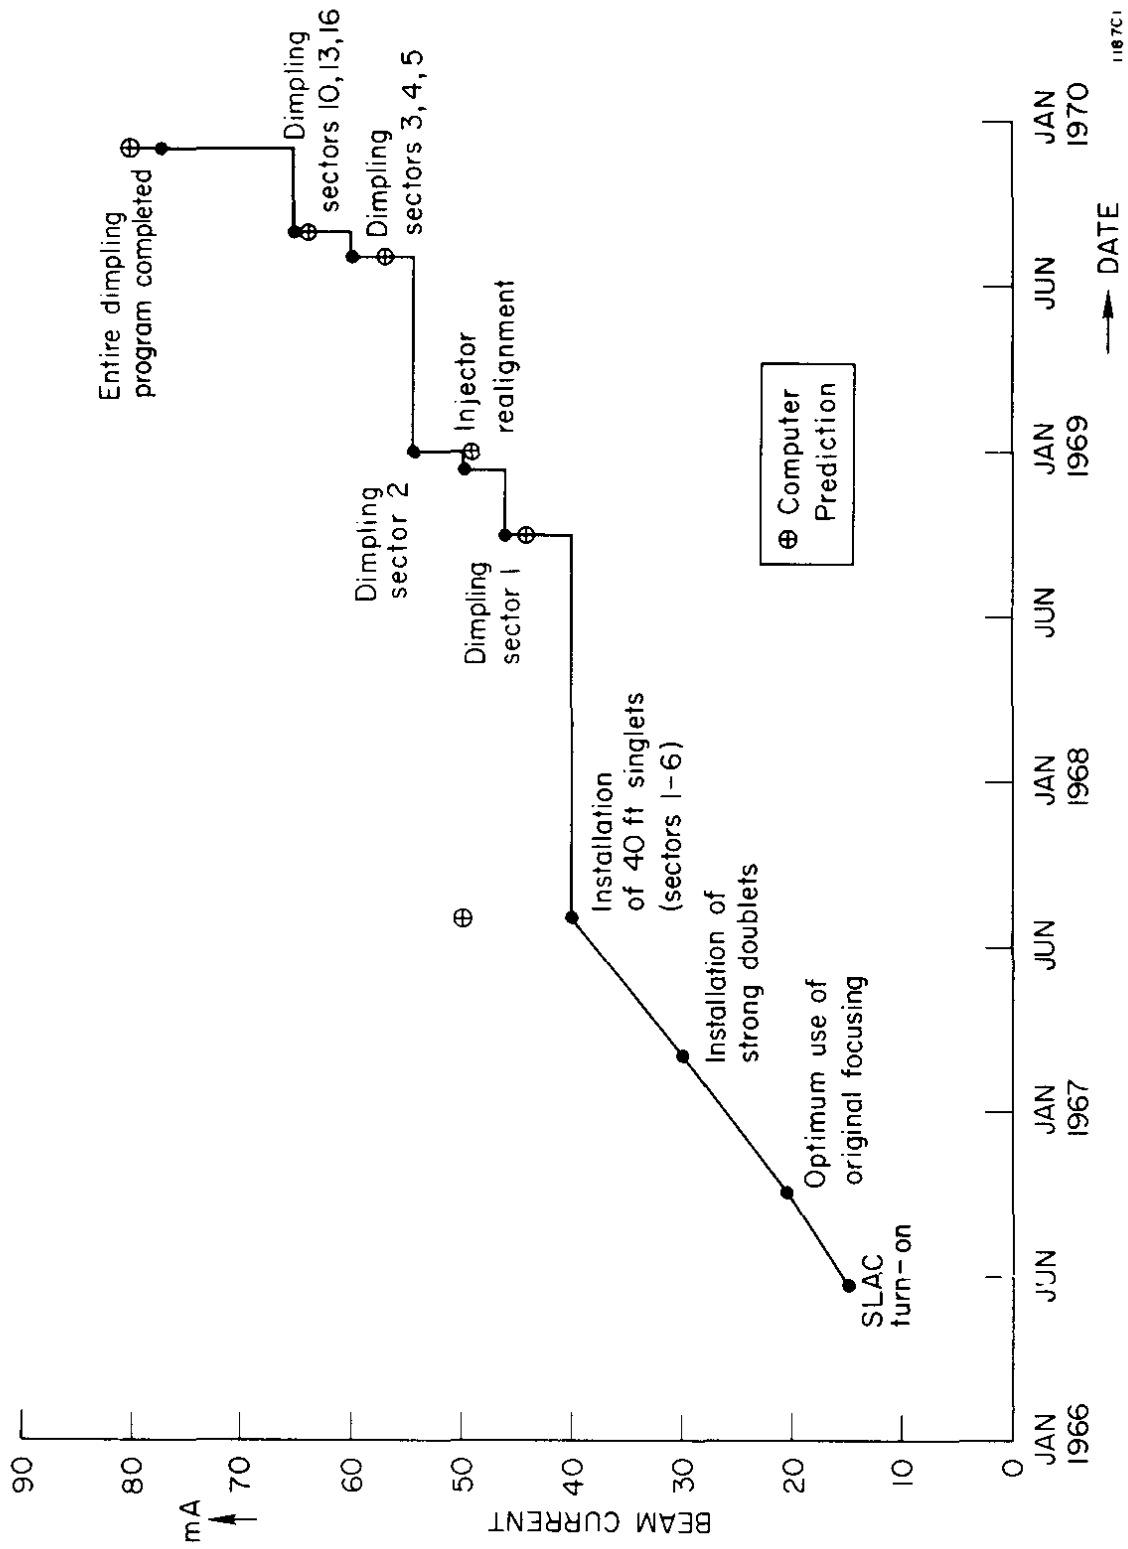 mA
BEAM CURRENT
90
80
70
60
50
40
30
20
10
0
Entire dimpling
program completed
Dimpling
sectors 10,13,16
Dimpling
sectors 3, 4, 5
Dimpling
sector 2
Injector
realignment
Dimpling
sector 1
Installation
of 40 ft singlets
(sectors 1-6)
Installation of
strong doublets
Optimum use of
original focusing
SLAC
turn-on
⊕ Computer
Prediction
JAN
1966
JUN
JAN
1967
JUN
JAN
1968
JUN
JAN
1969
JUN
JAN
1970
→ DATE
1187C1